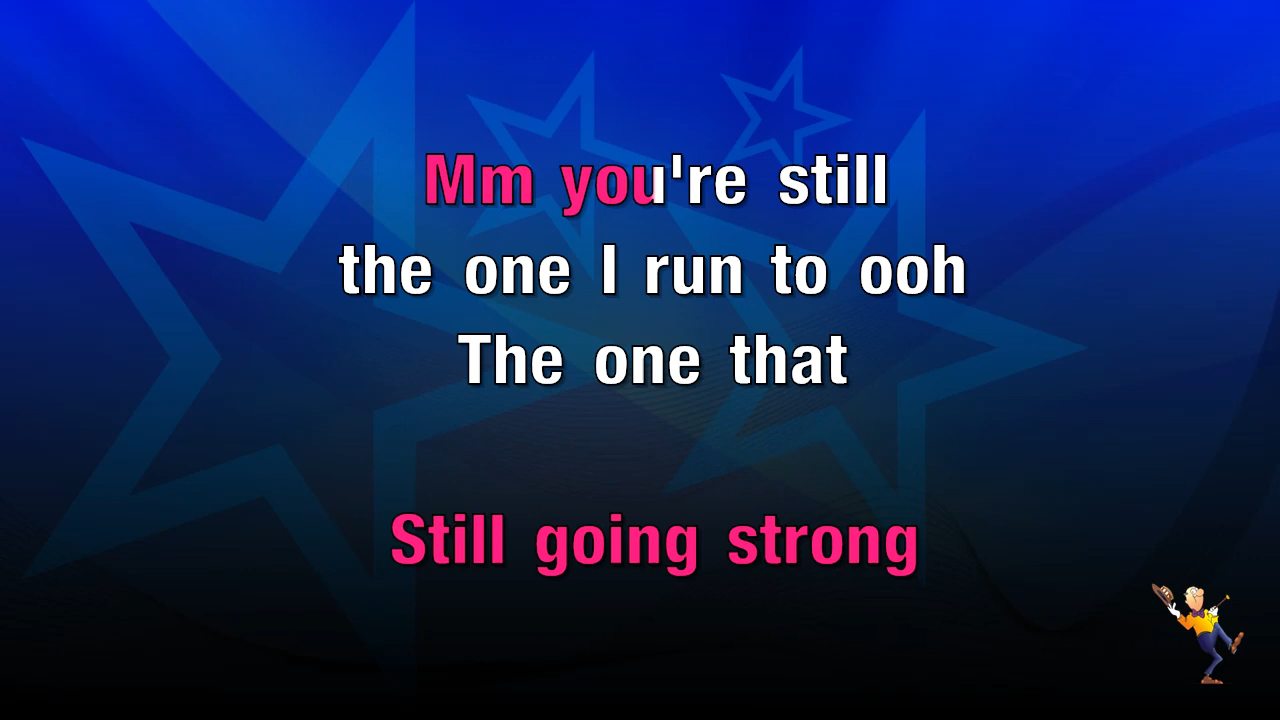 Mm you're still
the one I run to ooh
The one that
Still going strong